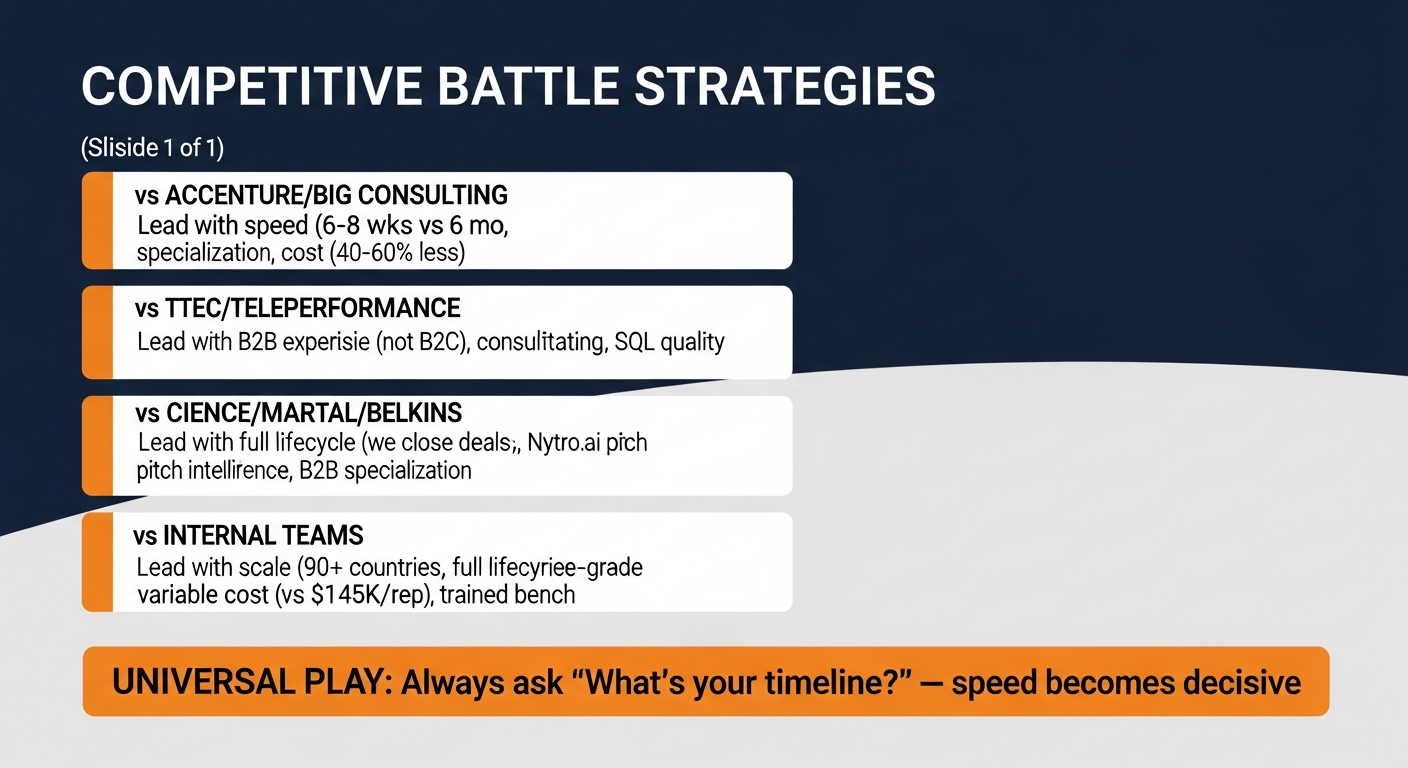 COMPETITIVE BATTLE STRATEGIES
(Sliside 1 of 1)
vs ACCENTURE/BIG CONSULTING
Lead with speed (6-8 wks vs 6 mo,
specialization, cost (40-60% less)
vs TTEC/TELEPERFORMANCE
Lead with B2B experisie (not B2C), consulitating, SQL quality
vs CIENCE/MARTAL/BELKINS
Lead with full lifecycle (we close deals;, Nytro.ai pich
pitch intellirence, B2B specialization
vs INTERNAL TEAMS
Lead with scale (90+ countries, full lifecyriee-grade
variable cost (vs $145K/rep), trained bench
UNIVERSAL PLAY: Always ask “What’s your timeline?” — speed becomes decisive